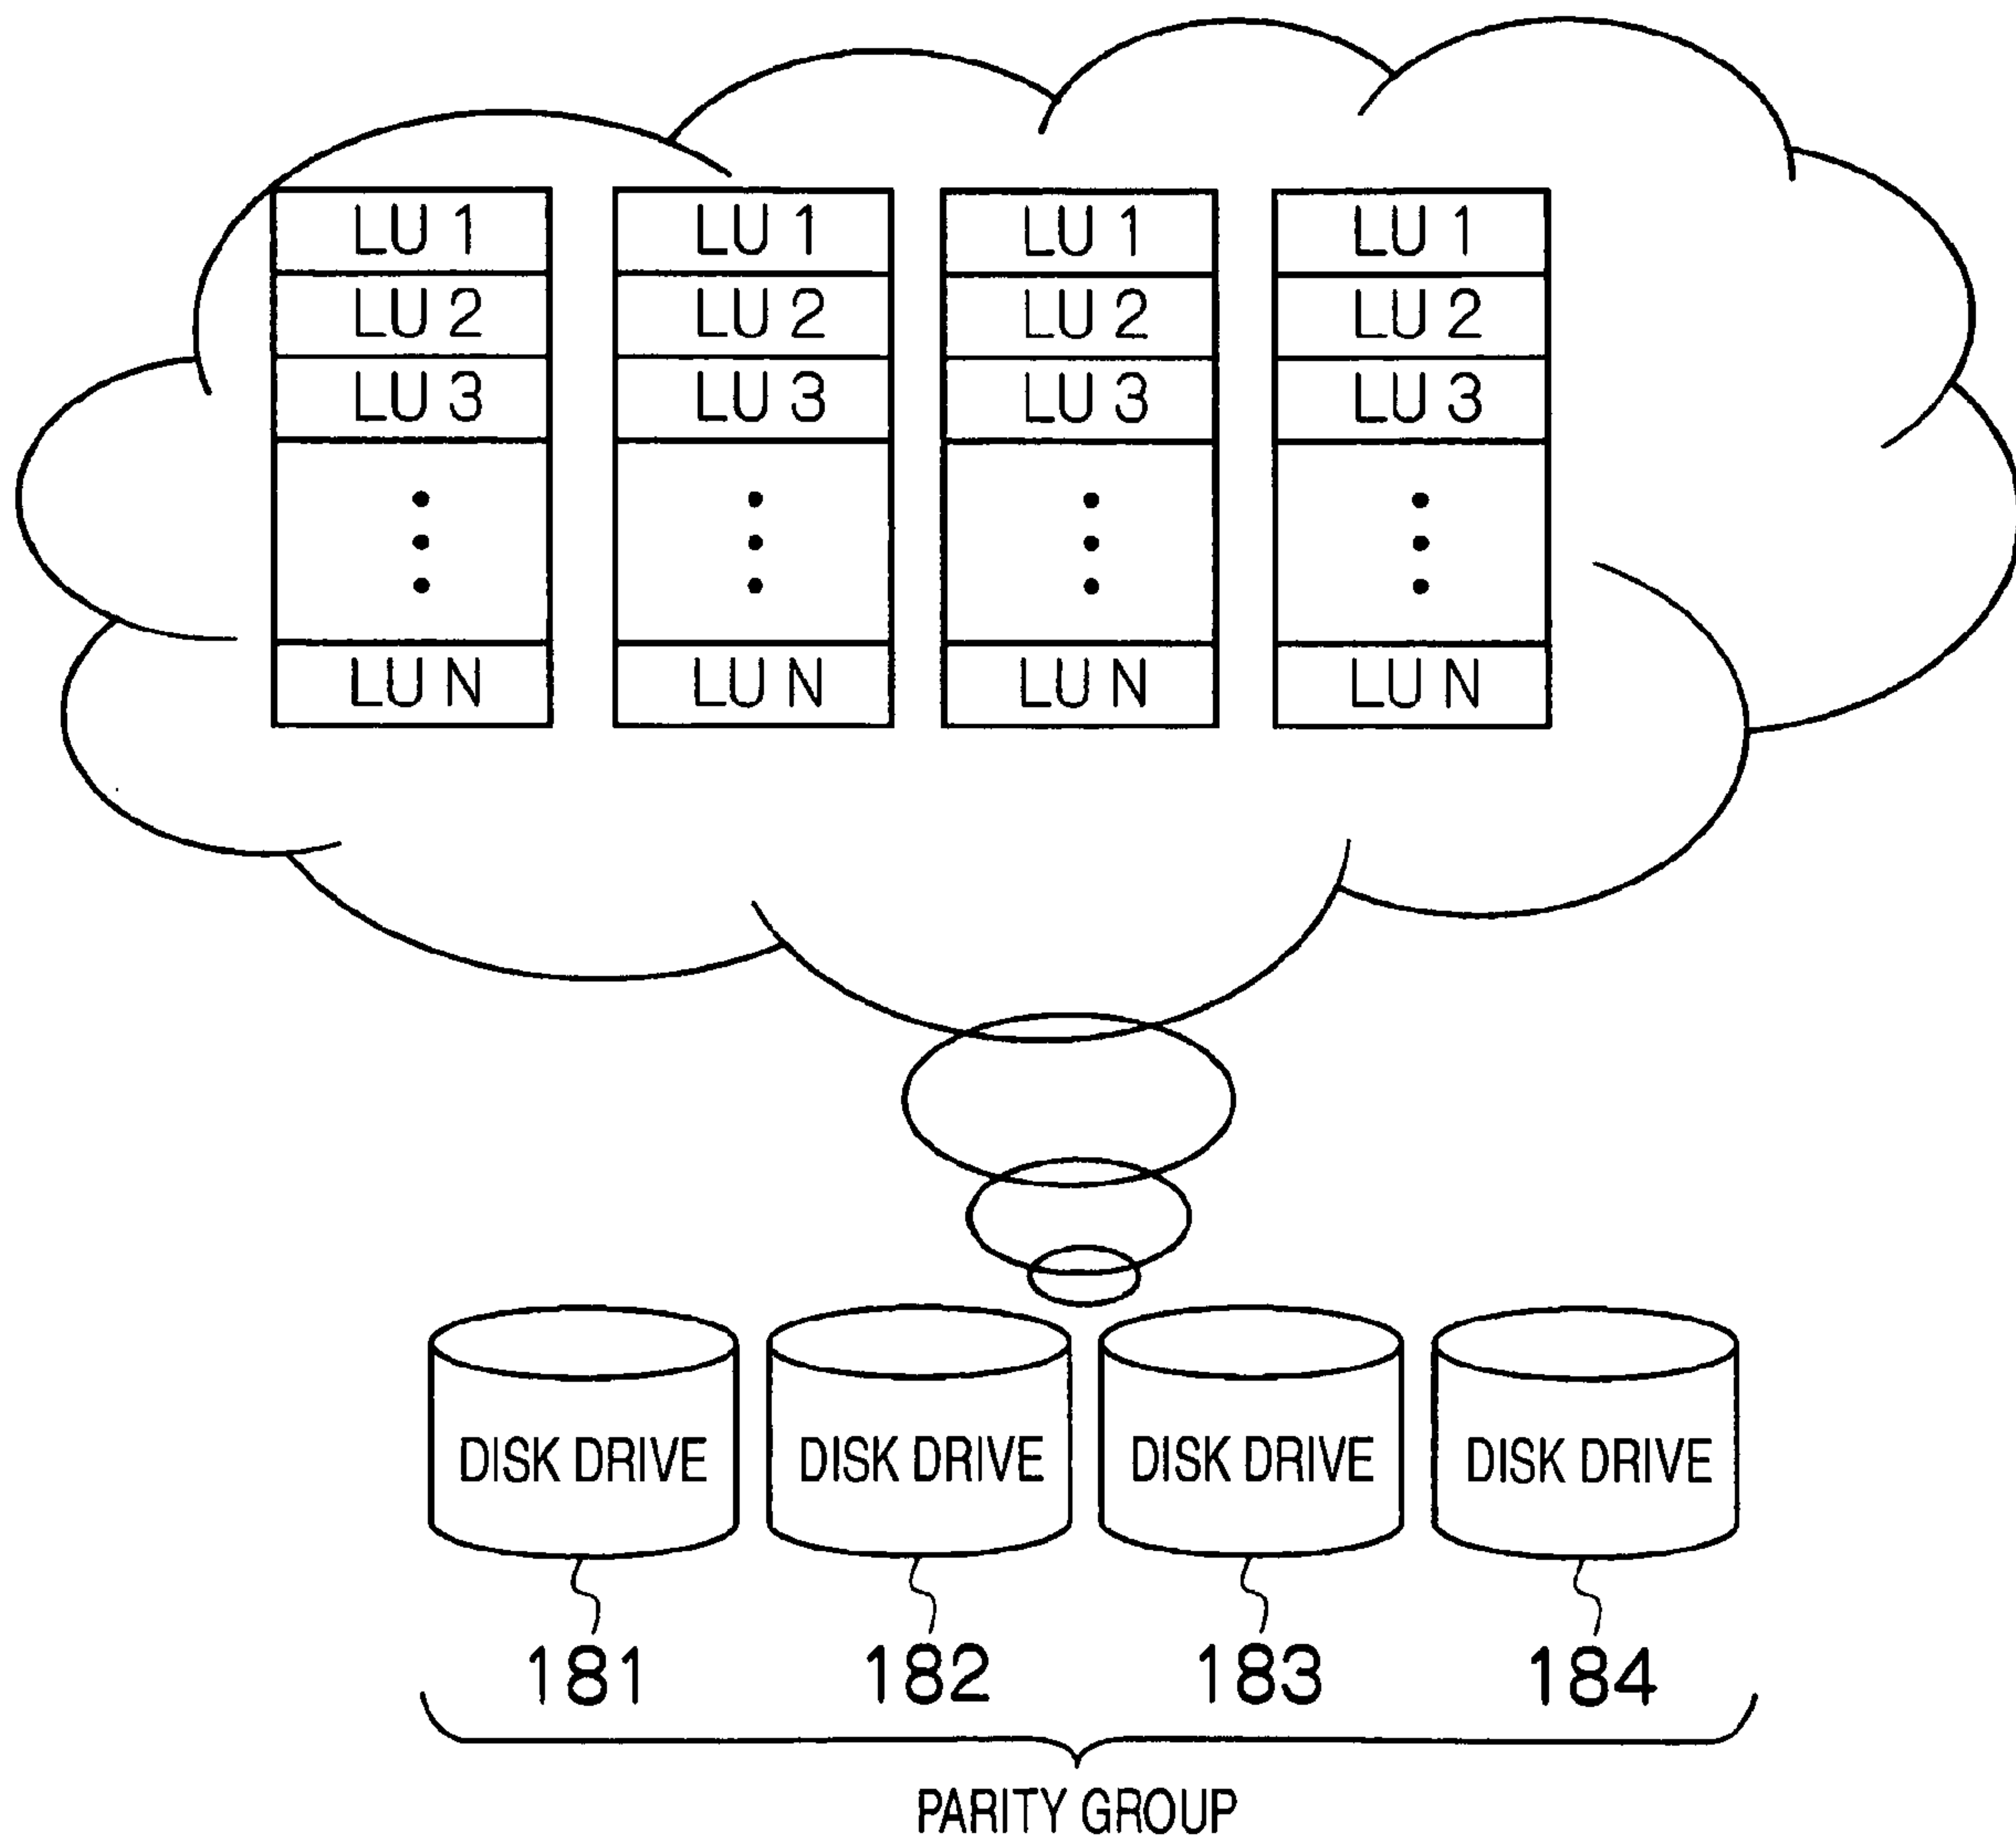 LU 1 LU 1 LU 1 LU 1
LU 2 LU 2 LU 2 LU 2
LU 3 LU 3 LU 3 LU 3
LU N LU N LU N LU N
DISK DRIVE DISK DRIVE DISK DRIVE DISK DRIVE
181 182 183 184
PARITY GROUP